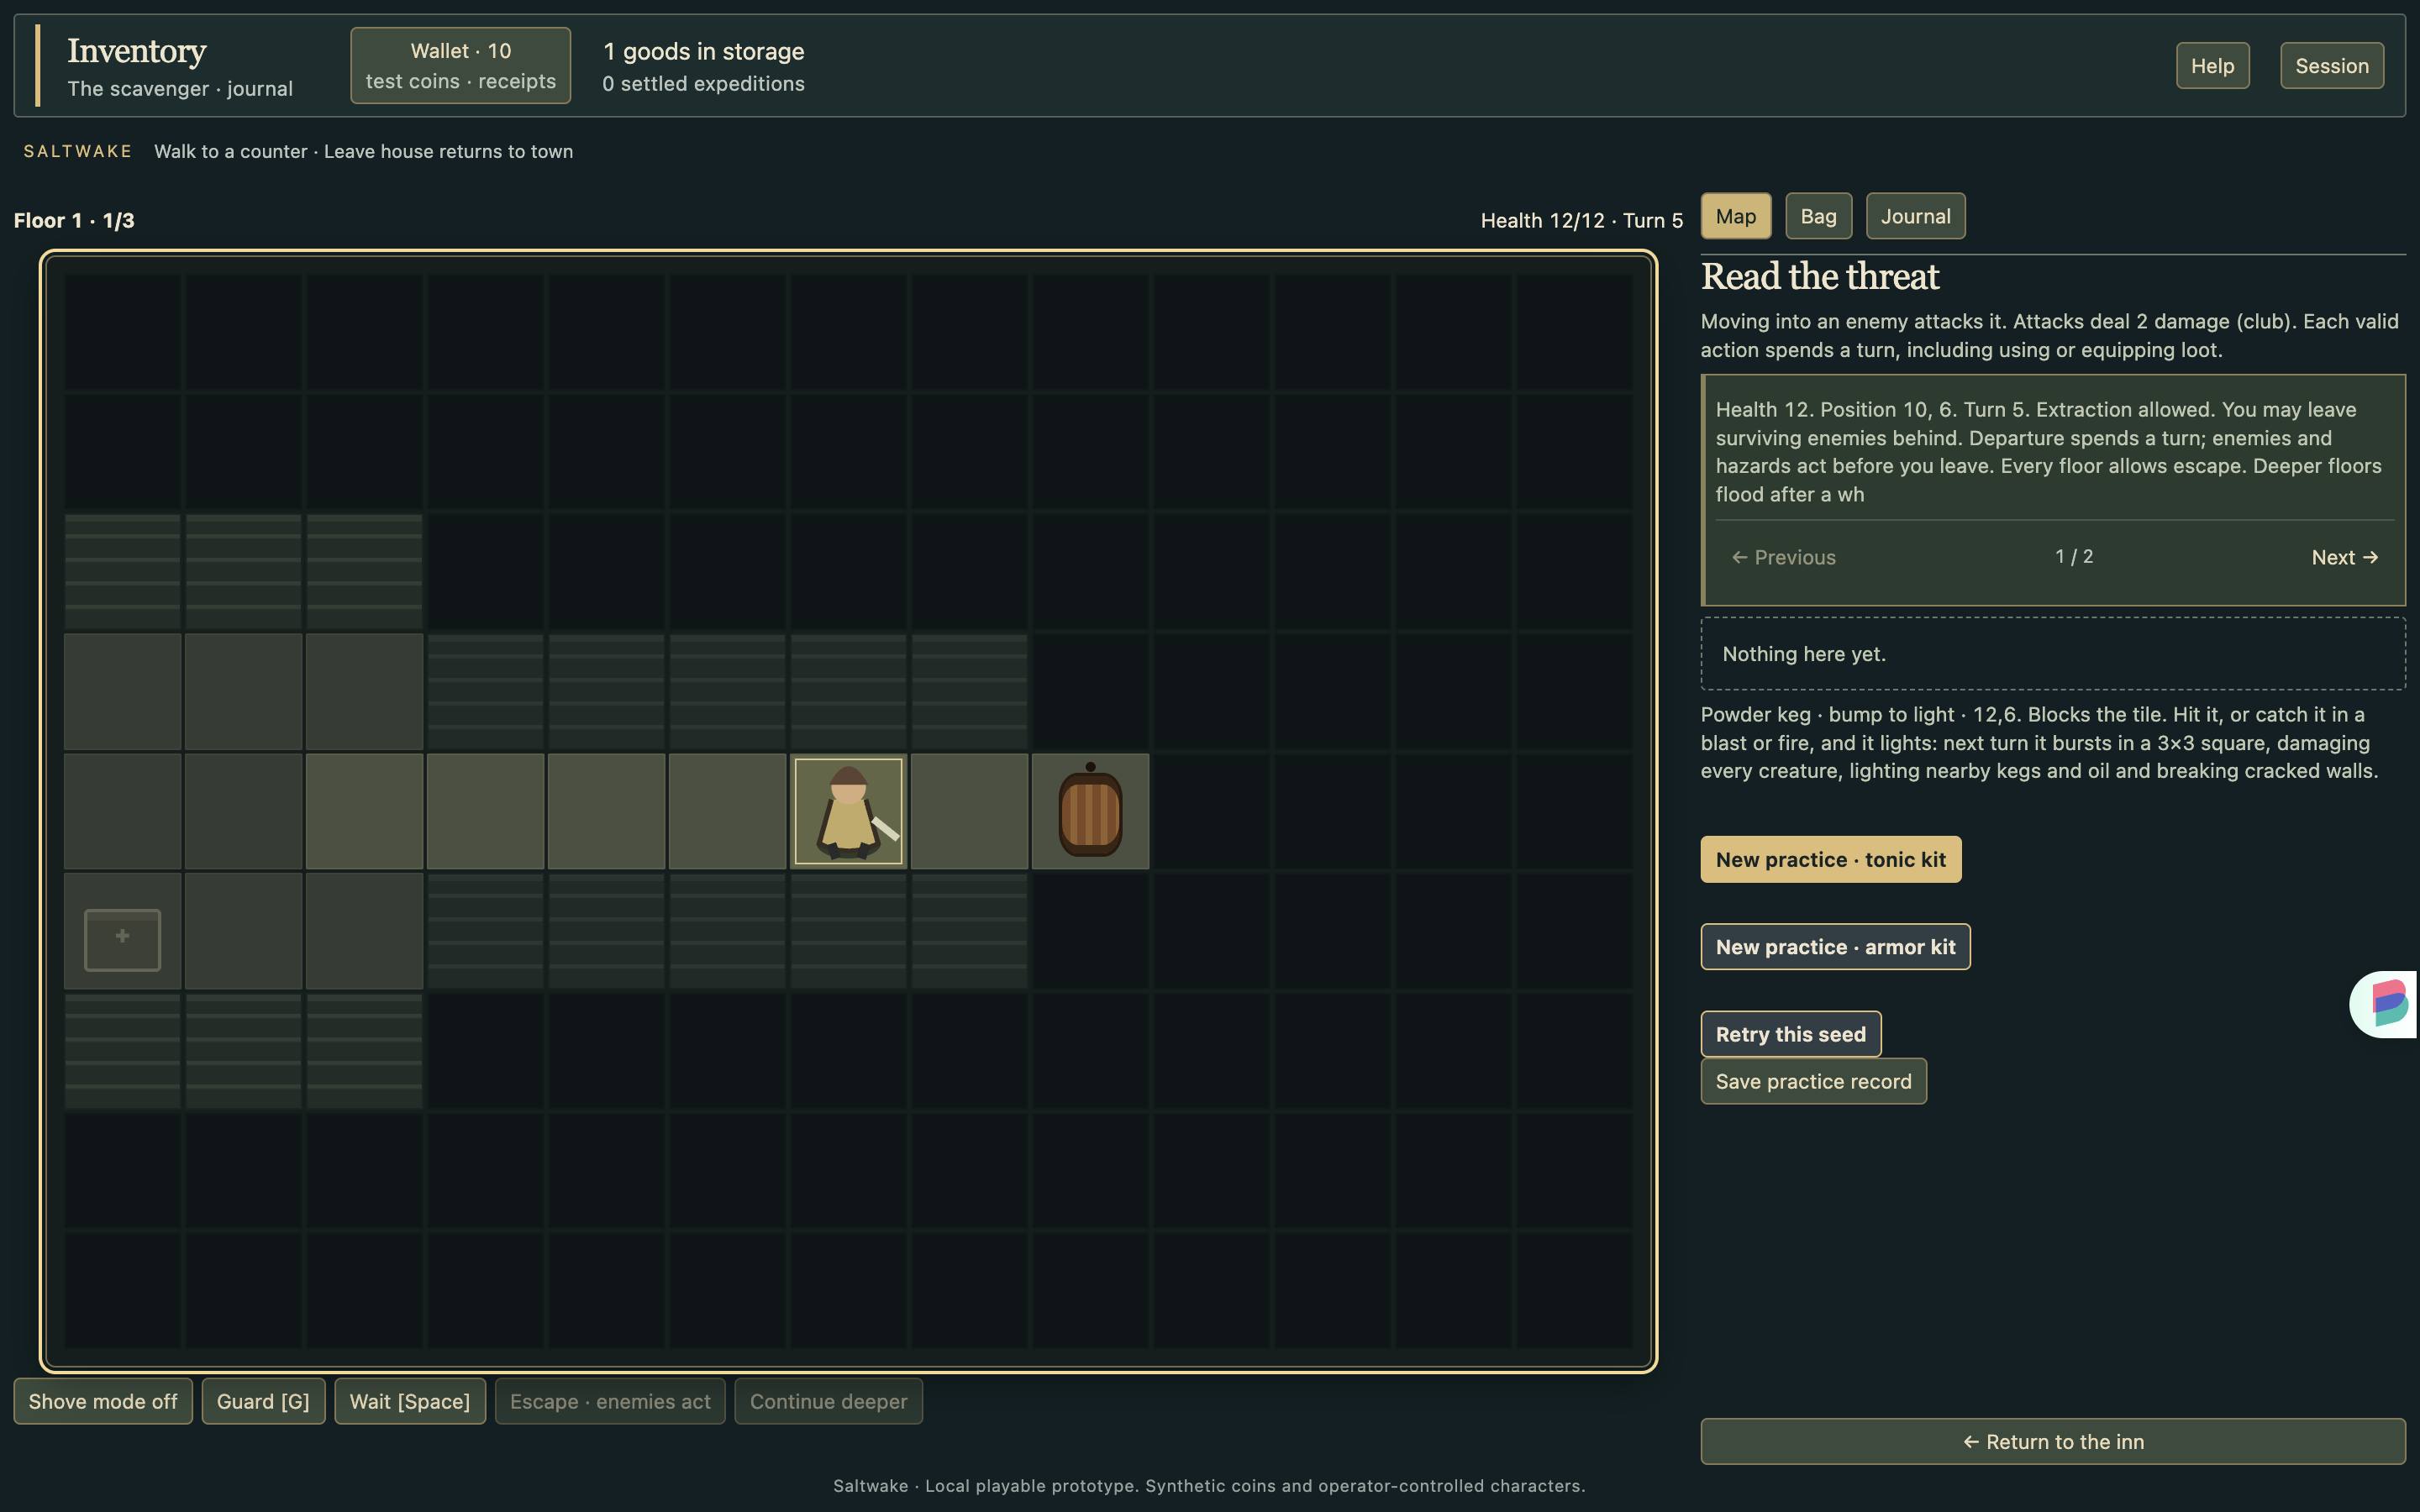 Inventory
The scavenger · journal
Wallet · 10
test coins · receipts
1 goods in storage
0 settled expeditions
Help
Session
SALTWAKE Walk to a counter · Leave house returns to town
Floor 1 · 1/3
Health 12/12 · Turn 5
Map
Bag
Journal
Read the threat
Moving into an enemy attacks it. Attacks deal 2 damage (club). Each valid
action spends a turn, including using or equipping loot.
Health 12. Position 10, 6. Turn 5. Extraction allowed. You may leave
surviving enemies behind. Departure spends a turn; enemies and
hazards act before you leave. Every floor allows escape. Deeper floors
flood after a wh
← Previous
1 / 2
Next →
Nothing here yet.
Powder keg · bump to light · 12,6. Blocks the tile. Hit it, or catch it in a
blast or fire, and it lights: next turn it bursts in a 3×3 square, damaging
every creature, lighting nearby kegs and oil and breaking cracked walls.
New practice · tonic kit
New practice · armor kit
Retry this seed
Save practice record
Shove mode off
Guard [G]
Wait [Space]
Escape · enemies act
Continue deeper
← Return to the inn
Saltwake · Local playable prototype. Synthetic coins and operator-controlled characters.